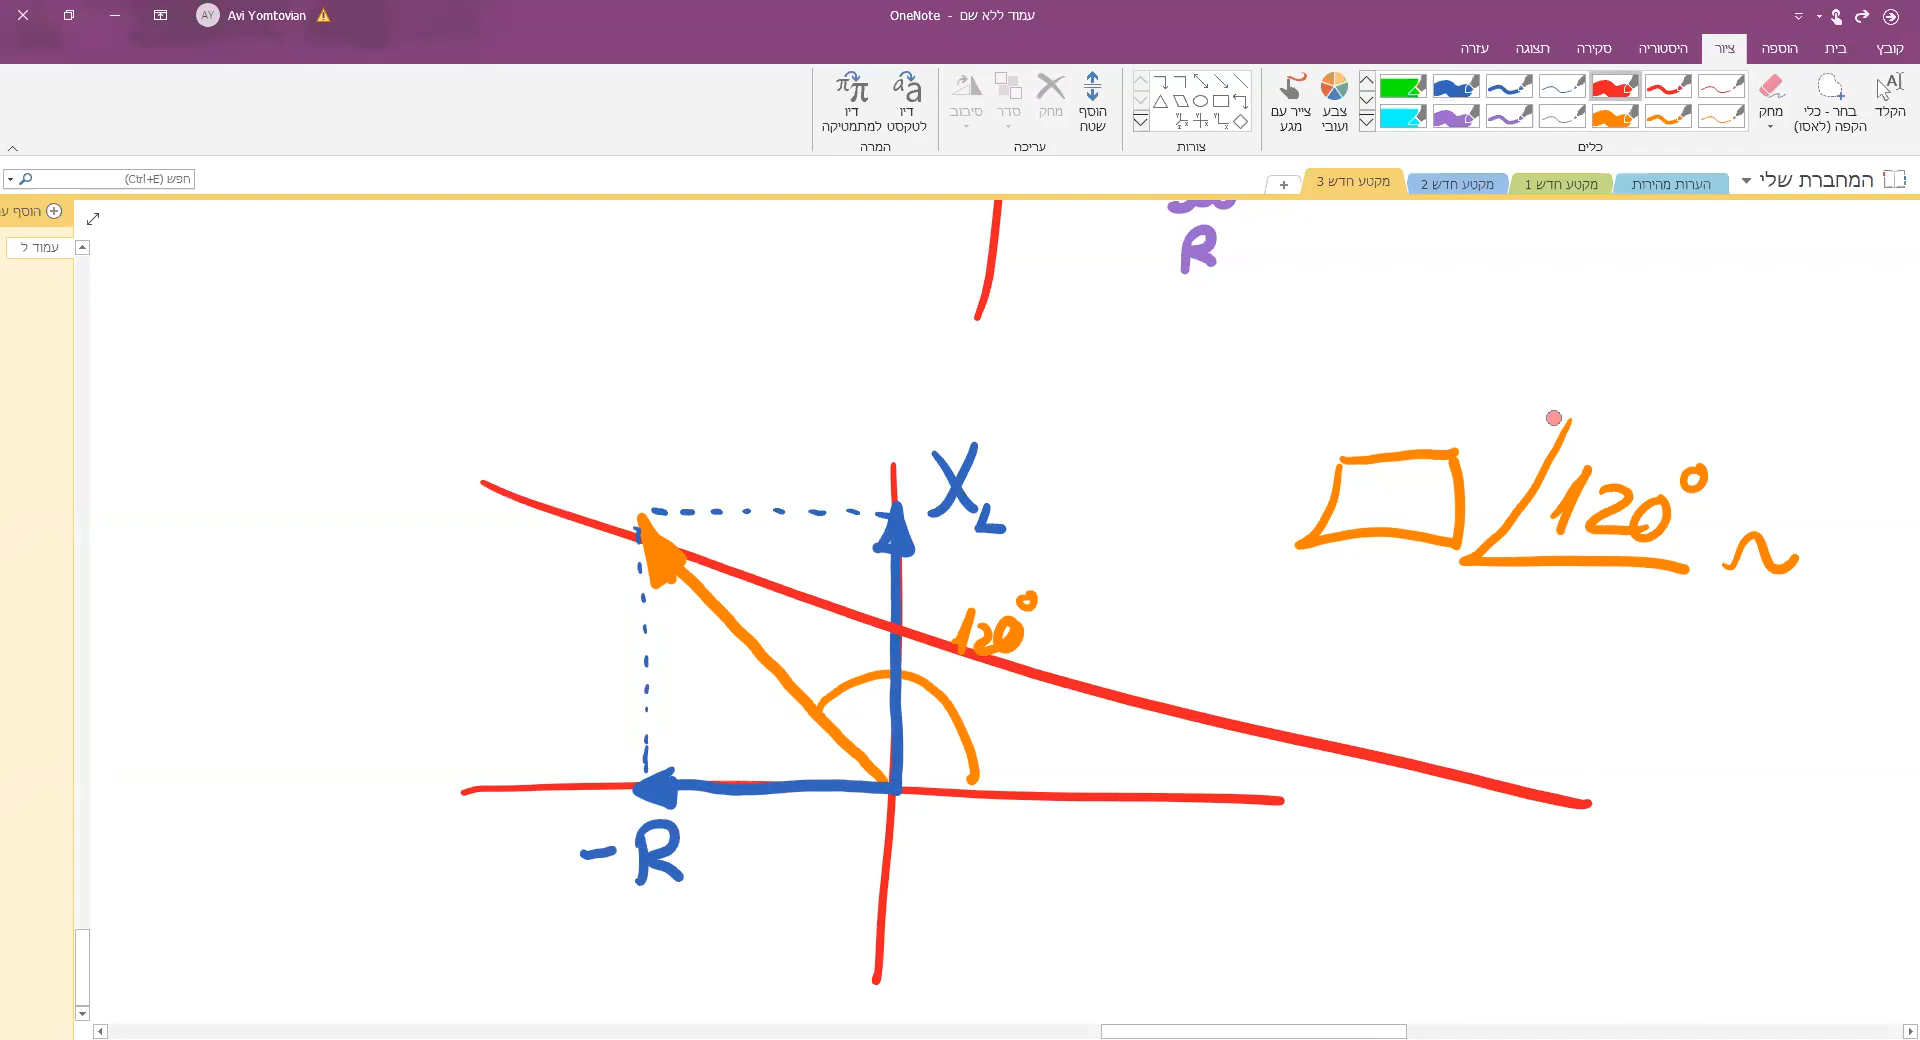 Avi Yomtovian
AY
עמוד ללא שם - OneNote
קובץ
בית
הוספה
ציור
היסטוריה
סקירה
תצוגה
עזרה
הקלד
בחר - כלי
הקפה (לאסו)
מחק
כלים
צבע
ועובי
צייר עם
מגע
צורות
הוסף
שטח
מחק
סדר
סיבוב
עריכה
דיו
לטקסט
דיו
למתמטיקה
המרה
המחברת שלי
הערות מהירות
מקטע חדש 1
מקטע חדש 2
מקטע חדש 3
חפש (Ctrl+E)
הוסף
עמוד ל
R
X L
120°
120° ~
-R